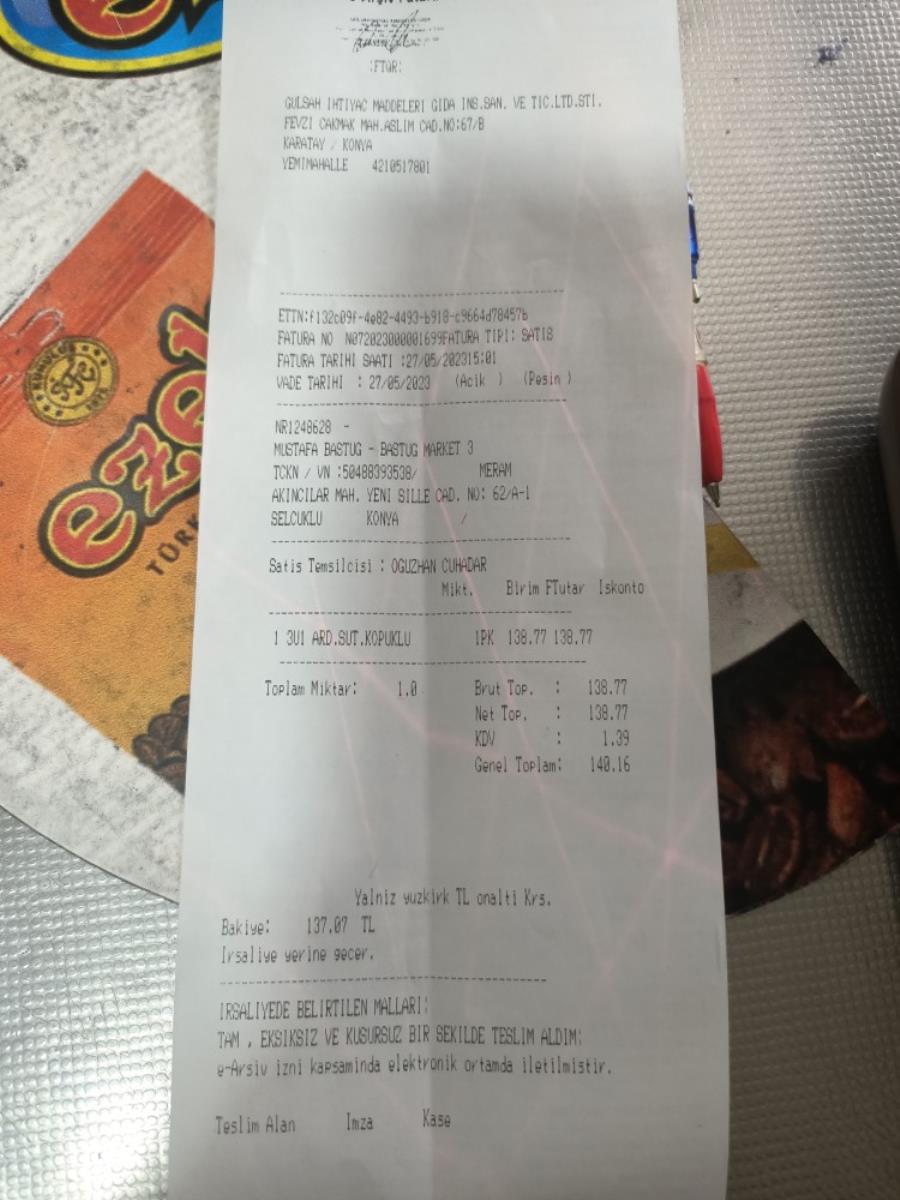 :FTOR:
GULSAH IHTIYAC MADDELERI GIDA INS.SAN. VE TIC.LTD.STI.
FEVZI CAKMAK MAH.ASLIM CAD.NO:67/B
KARATAY / KONYA
YEMIMAHALLE 4210517801
ETTN:f132c09f-4e82-4493-b918-c9664d78457b
FATURA NO N072023000001699FATURA TIPI: SATIS
FATURA TARIHI SAATI :27/05/202315:01
VADE TARIHI : 27/05/2023 (Acik ) (Pesin )
NR1248628 -
MUSTAFA BASTUG - BASTUG MARKET 3
TCKN / VN :50488393538/ MERAM
AKINCILAR MAH. YENI SILLE CAD. NO: 62/A-1
SELCUKLU KONYA /
Satis Temsilcisi : OGUZHAN CUHADAR
Mikt. Birim FTutar Iskonto
1 3U1 ARD.SUT.KOPUKLU 1PK 138.77 138.77
Toplam Miktar: 1.0 Brut Top. : 138.77
Net Top. : 138.77
KDV : 1.39
Genel Toplam: 140.16
Yalniz yuzkirk TL onalti Krs.
Bakiye: 137.07 TL
Irsaliye yerine gecer.
IRSALIYEDE BELIRTILEN MALLARI:
TAM , EKSIKSIZ VE KUSURSUZ BIR SEKILDE TESLIM ALDIM:
e-Arsiv izni kapsaminda elektronik ortamda iletilmistir.
Teslim Alan Imza Kase
eze
TÜRK